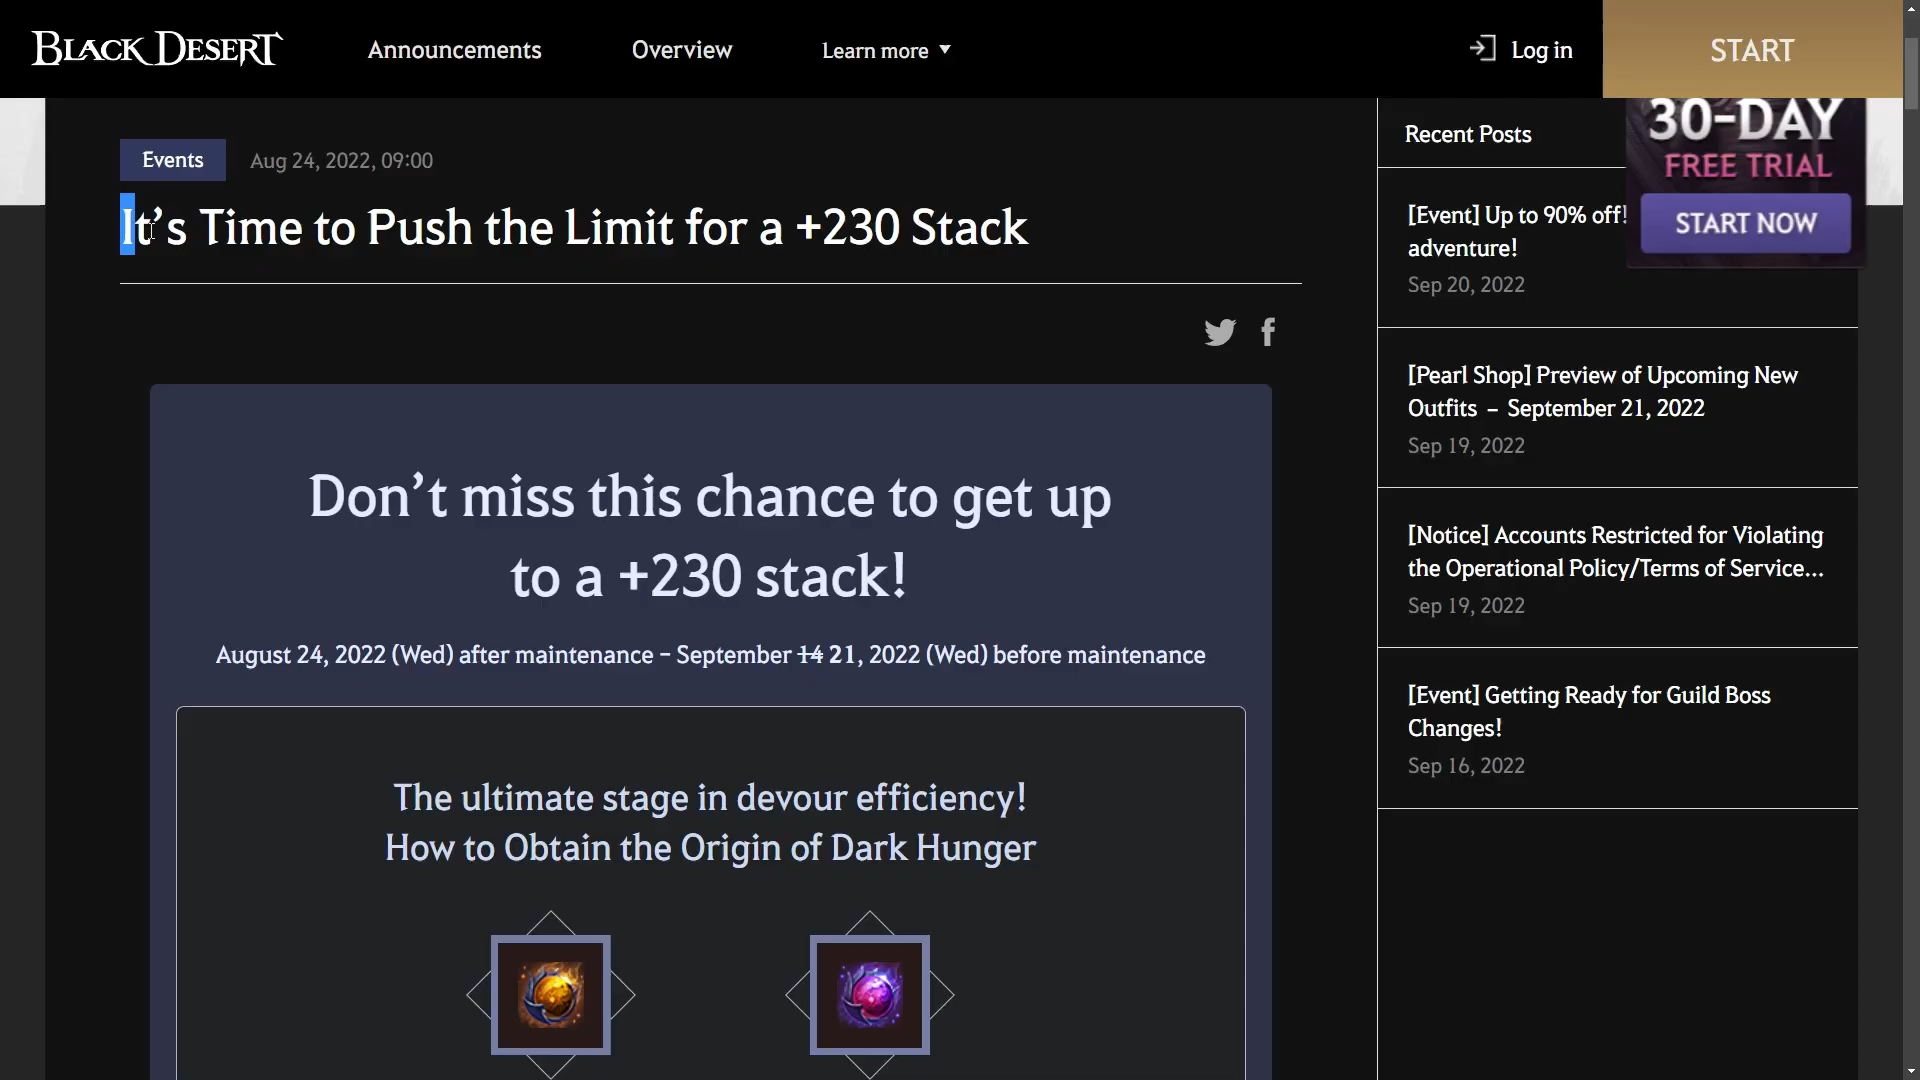 BLACK DESERT
Announcements
Overview
Learn more
Log in
START
Events
Aug 24, 2022, 09:00
It’s Time to Push the Limit for a +230 Stack
Don’t miss this chance to get up
to a +230 stack!
August 24, 2022 (Wed) after maintenance – September 14 21, 2022 (Wed) before maintenance
The ultimate stage in devour efficiency!
How to Obtain the Origin of Dark Hunger
Recent Posts
[Event] Up to 90% off!
adventure!
Sep 20, 2022
[Pearl Shop] Preview of Upcoming New
Outfits – September 21, 2022
Sep 19, 2022
[Notice] Accounts Restricted for Violating
the Operational Policy/Terms of Service...
Sep 19, 2022
[Event] Getting Ready for Guild Boss
Changes!
Sep 16, 2022
30-DAY
FREE TRIAL
START NOW